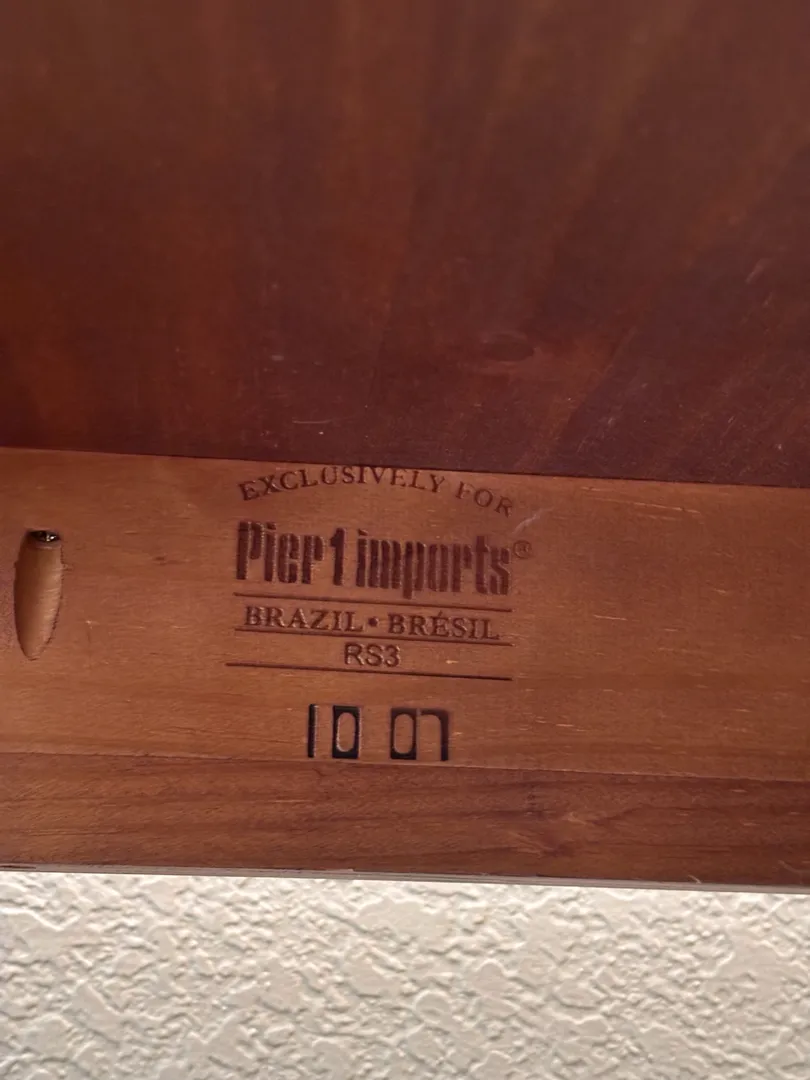 EXCLUSIVELY FOR
Pier 1 imports®
BRAZIL • BRÉSIL
RS3
10 07